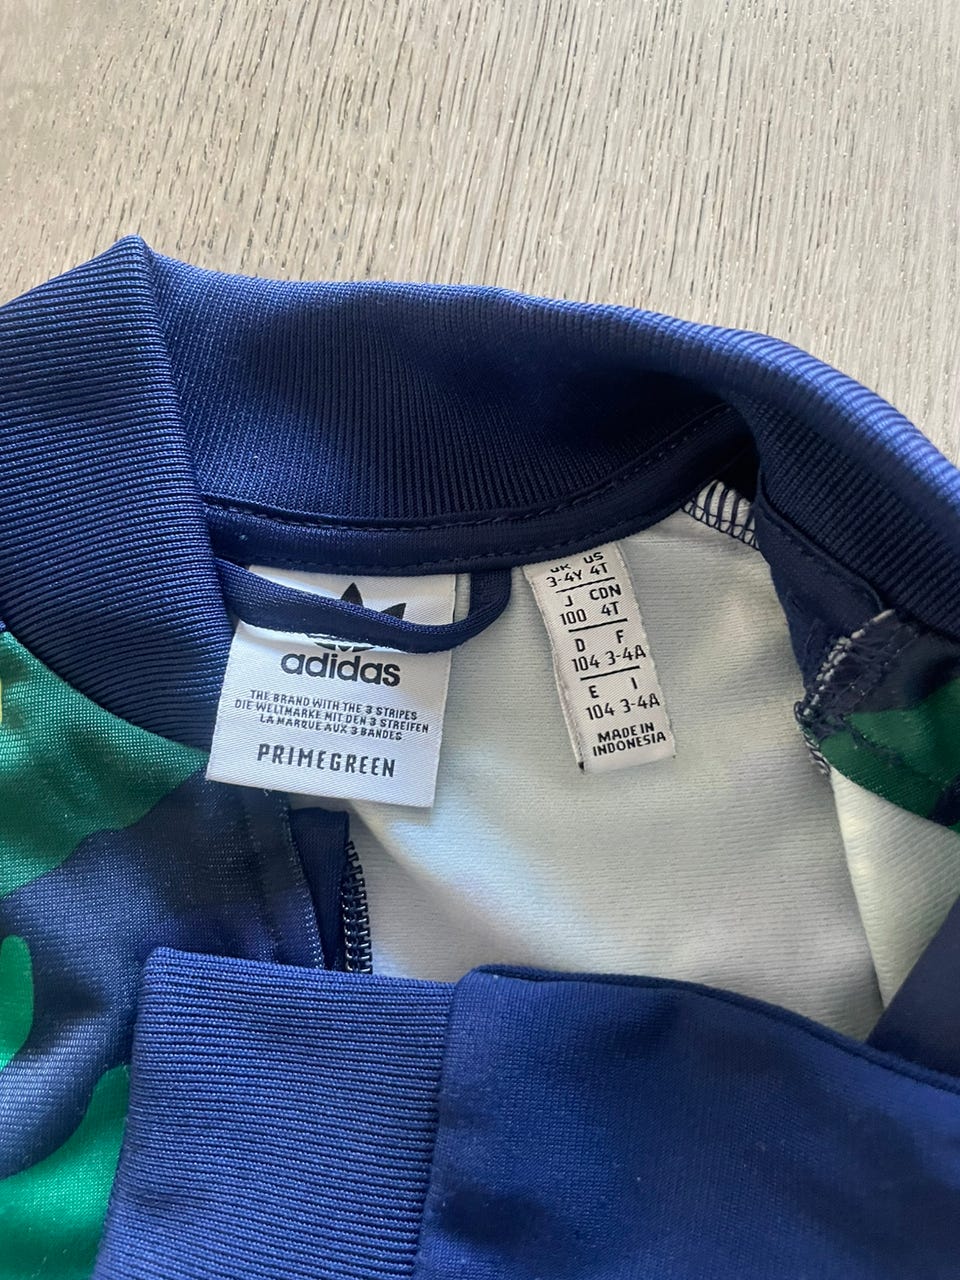 adidas
THE BRAND WITH THE 3 STRIPES
DIE WELTMARKE MIT DEN 3 STREIFEN
LA MARQUE AUX 3 BANDES
PRIMEGREEN
UK US
3-4Y 4T
J CDN
100 4T
D F
104 3-4A
E I
104 3-4A
MADE IN
INDONESIA